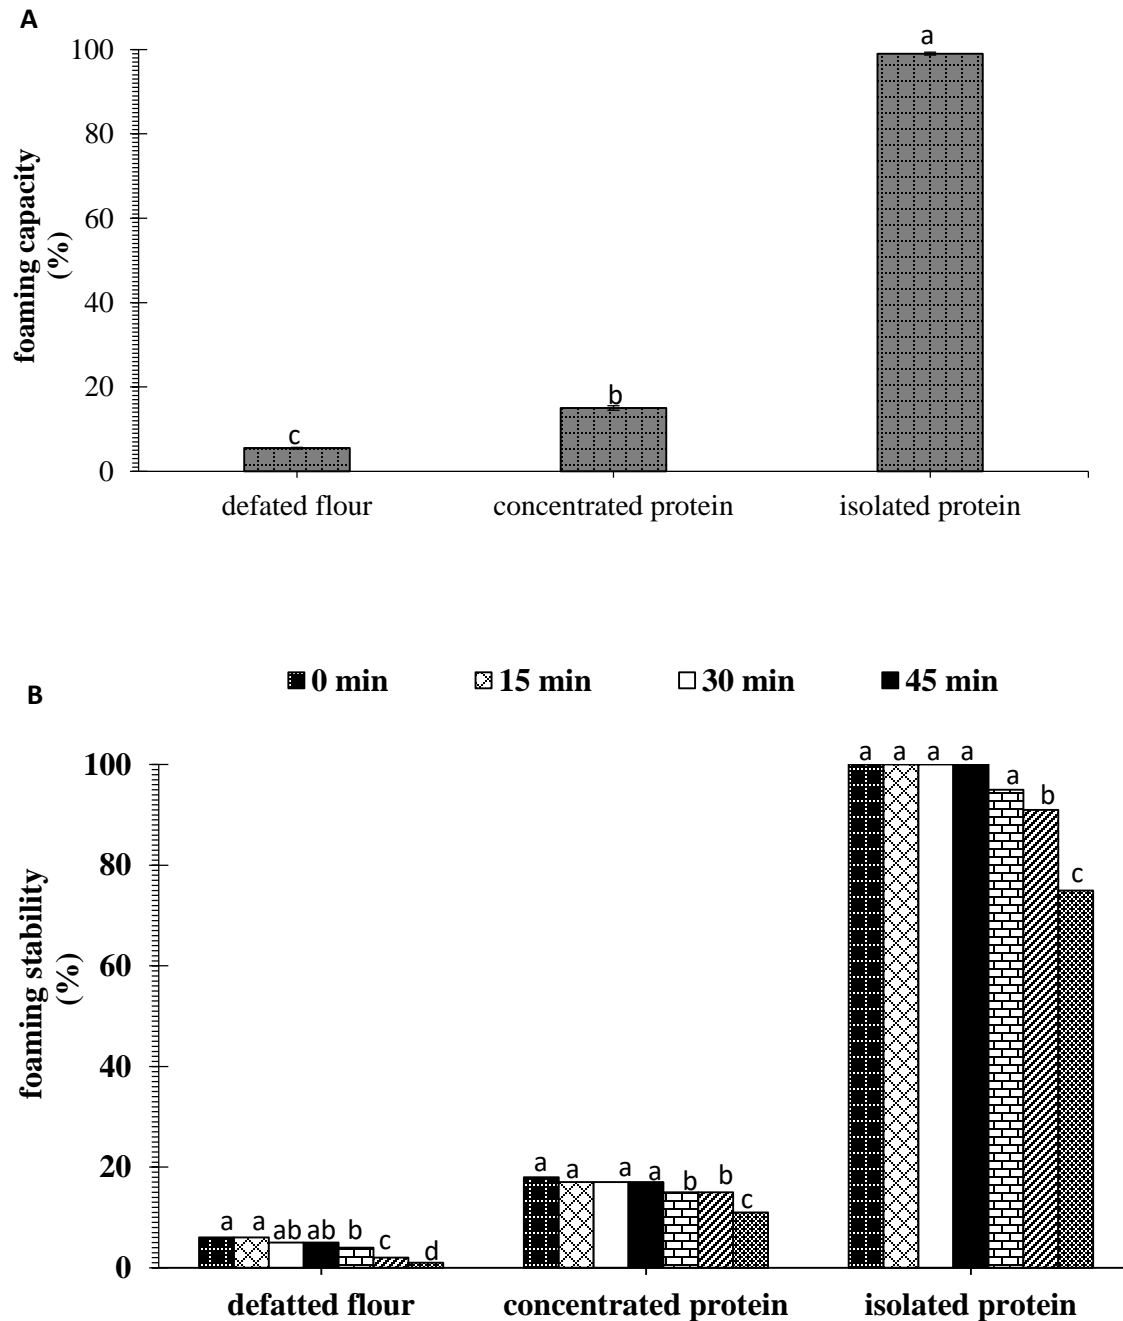 A
foaming capacity
(%)
100
80
60
40
20
0
c
b
a
defated flour
concentrated protein
isolated protein
B
0 min
15 min
30 min
45 min
foaming stability
(%)
100
80
60
40
20
0
a a ab ab b c d
a a a a b b c
a a a a a b c
defatted flour
concentrated protein
isolated protein